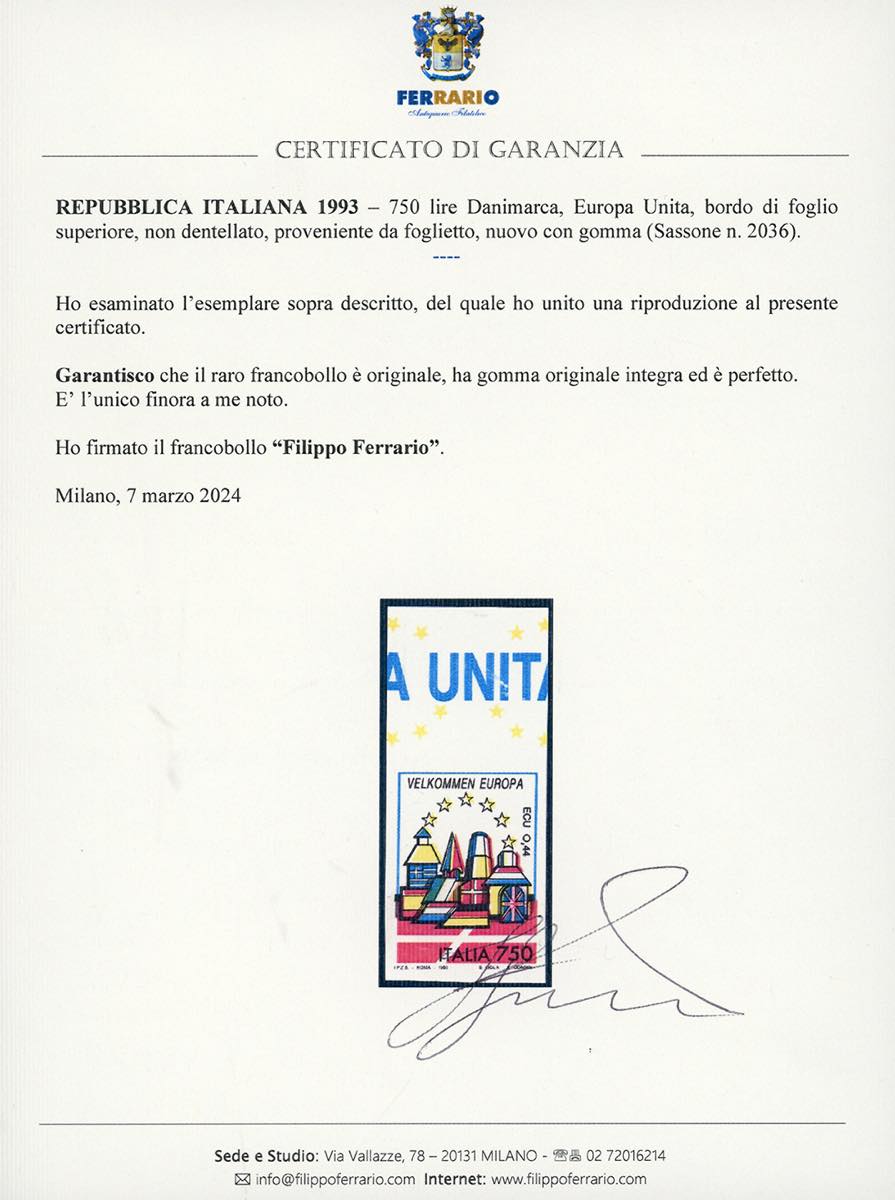 FERRARIO
Antiquario Filatelico
CERTIFICATO DI GARANZIA
REPUBBLICA ITALIANA 1993 – 750 lire Danimarca, Europa Unita, bordo di foglio
superiore, non dentellato, proveniente da foglietto, nuovo con gomma (Sassone n. 2036).
----
Ho esaminato l’esemplare sopra descritto, del quale ho unito una riproduzione al presente
certificato.
Garantisco che il raro francobollo è originale, ha gomma originale integra ed è perfetto.
E’ l’unico finora a me noto.
Ho firmato il francobollo “Filippo Ferrario”.
Milano, 7 marzo 2024
A UNITA
VELKOMMEN EUROPA
ECU 0,44
ITALIA 750
I.P.Z.S. - ROMA - 1993
Sede e Studio: Via Vallazze, 78 – 20131 MILANO - 02 72016214
info@filippoferrario.com Internet: www.filippoferrario.com